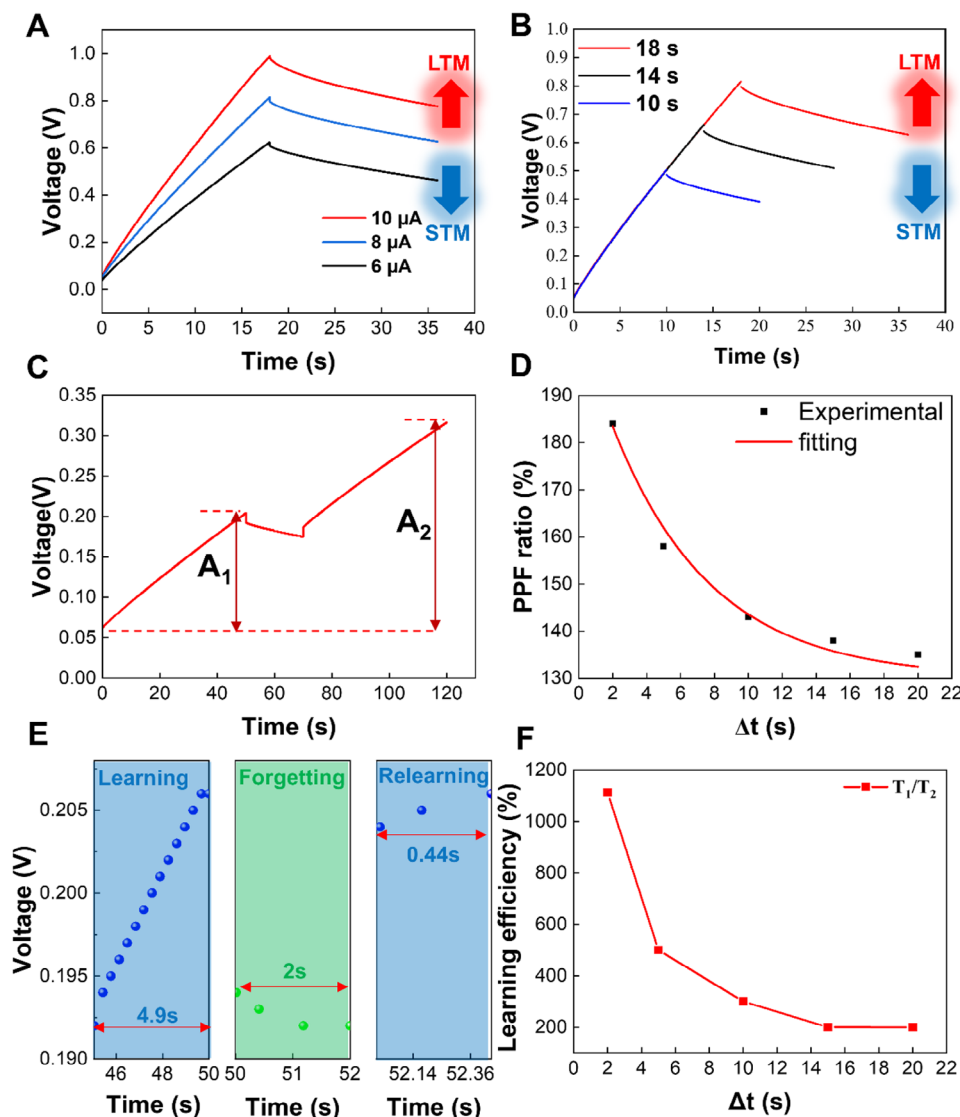 A
1.0
0.8
0.6
0.4
0.2
0.0
Voltage (V)
0 5 10 15 20 25 30 35 40
Time (s)
10 μA
8 μA
6 μA
LTM
STM
B
18 s
14 s
10 s
1.0
0.9
0.8
0.7
0.6
0.5
0.4
0.3
0.2
0.1
0.0
Voltage (V)
0 5 10 15 20 25 30 35 40
Time (s)
LTM
STM
C
0.35
0.30
0.25
0.20
0.15
0.10
0.05
0.00
Voltage(V)
A₁
A₂
0 20 40 60 80 100 120
Time (s)
D
190
180
170
160
150
140
130
PPF ratio (%)
Experimental
fitting
0 2 4 6 8 10 12 14 16 18 20 22
Δt (s)
E
Learning
Forgetting
Relearning
0.205
0.200
0.195
0.190
Voltage (V)
4.9s
2s
0.44s
46 48 50
50 51 52
52.14 52.36
Time (s)
Time (s)
Time (s)
F
1200
1000
800
600
400
200
Learning efficiency (%)
T₁/T₂
0 2 4 6 8 10 12 14 16 18 20 22
Δt (s)